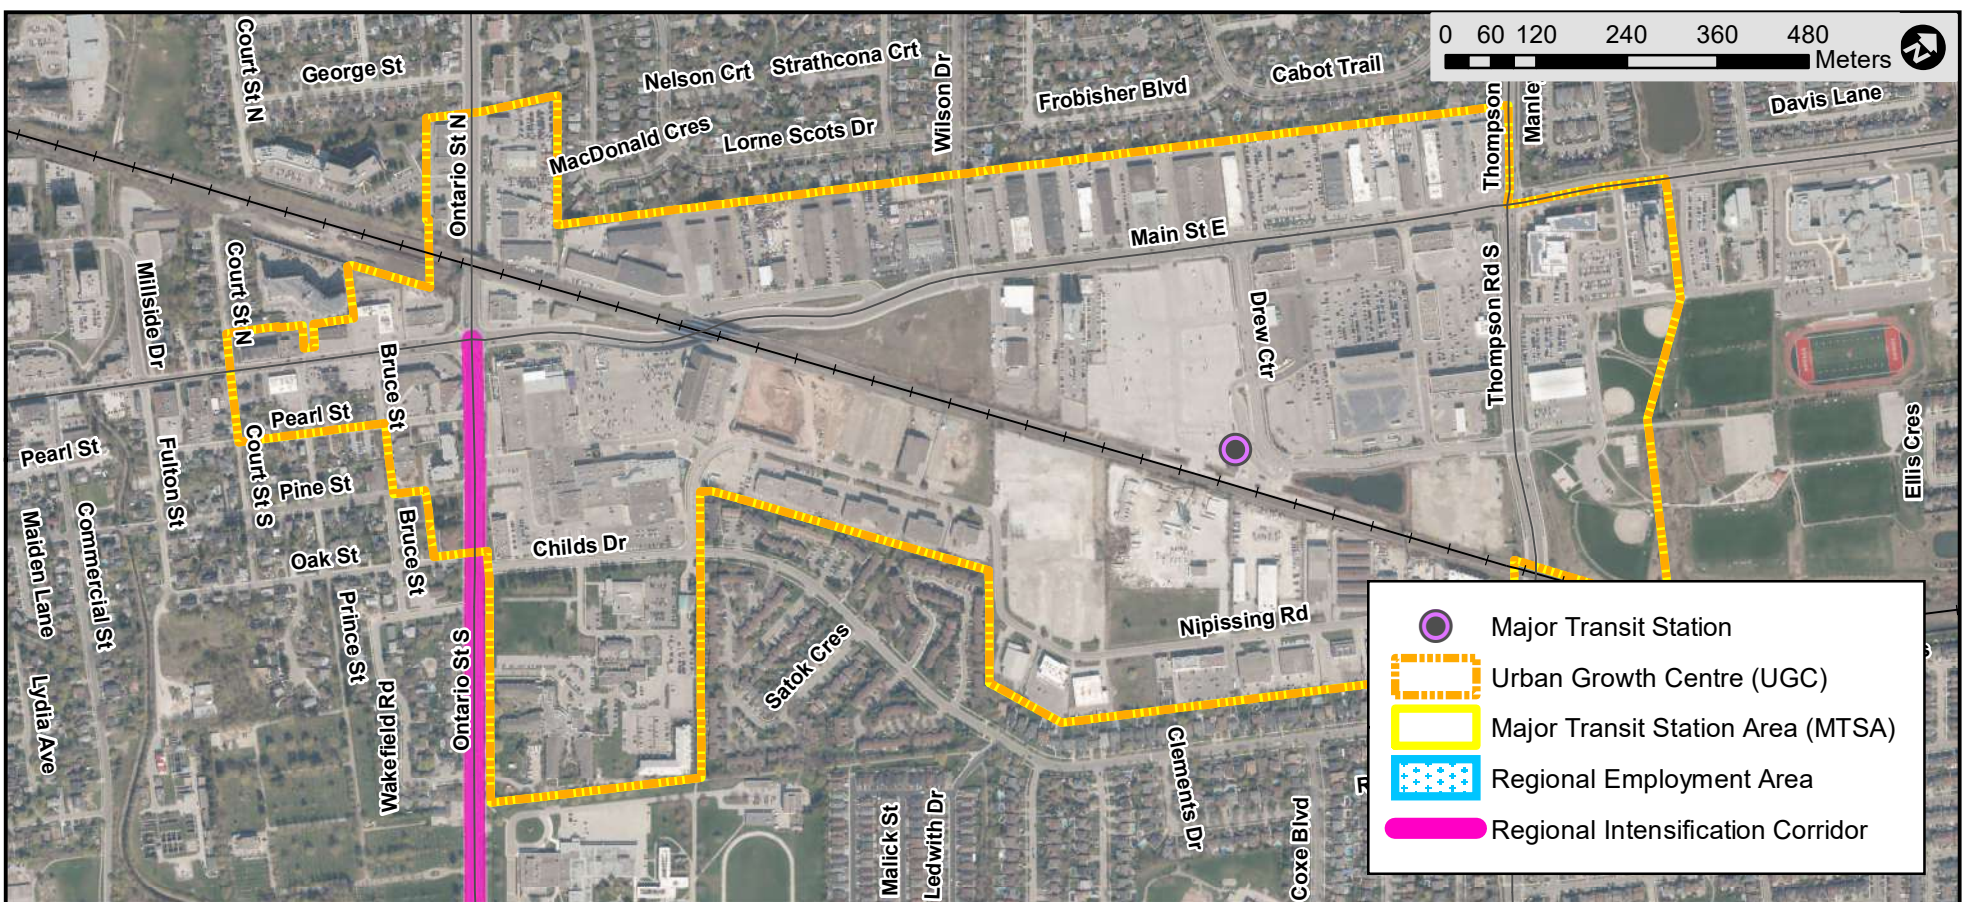 0 60 120 240 360 480
Meters
Court St N
George St
Nelson Crt
Strathcona Crt
Wilson Dr
Frobisher Blvd
Cabot Trail
Thompson
Manley
Davis Lane
MacDonald Cres
Lorne Scots Dr
Ontario St N
Main St E
Millside Dr
Court St N
Drew Ctr
Thompson Rd S
Bruce St
Pearl St
Pearl St
Fulton St
Court St S
Pine St
Ellis Cres
Maiden Lane
Commercial St
Oak St
Bruce St
Childs Dr
Prince St
Nipissing Rd
Satok Cres
Ontario St S
Wakefield Rd
Lydia Ave
Clements Dr
Malick St
Ledwith Dr
Coxe Blvd
R
s
Major Transit Station
Urban Growth Centre (UGC)
Major Transit Station Area (MTSA)
Regional Employment Area
Regional Intensification Corridor